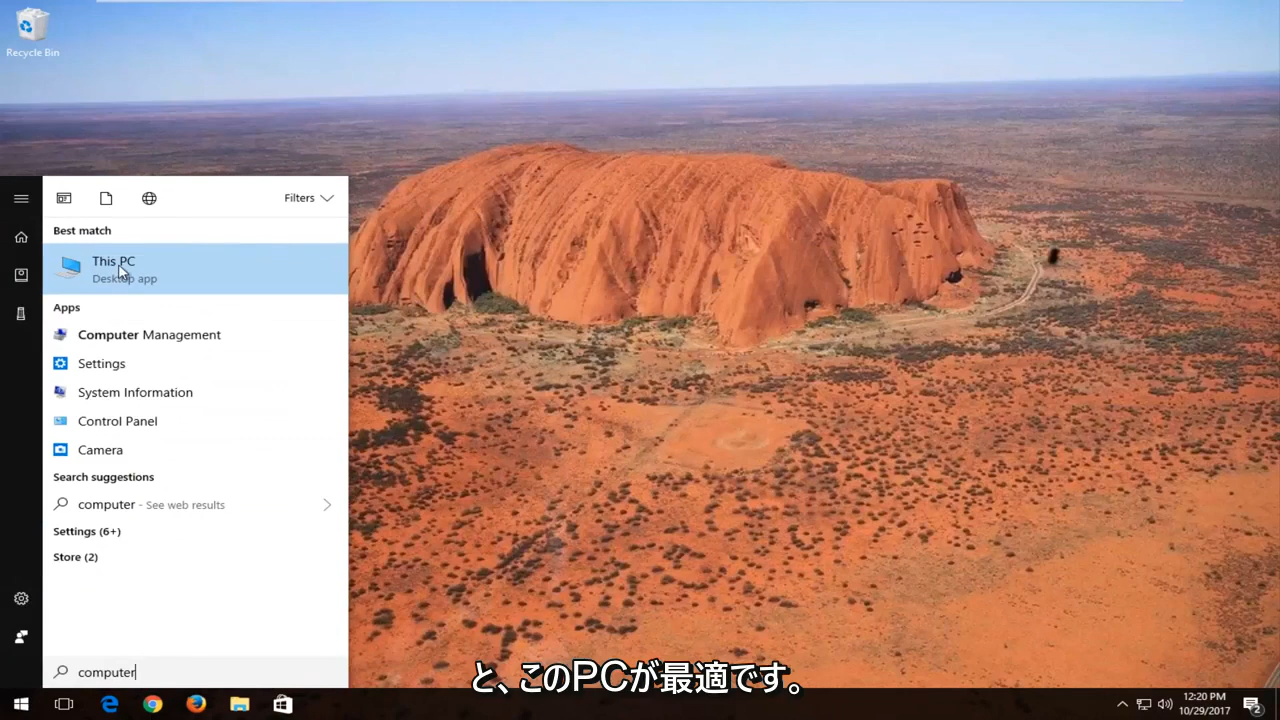 Recycle Bin
Filters
Best match
This PC
Desktop app
Apps
Computer Management
Settings
System Information
Control Panel
Camera
Search suggestions
computer - See web results
Settings (6+)
Store (2)
computer
と、このPCが最適です。
12:20 PM
10/29/2017
2